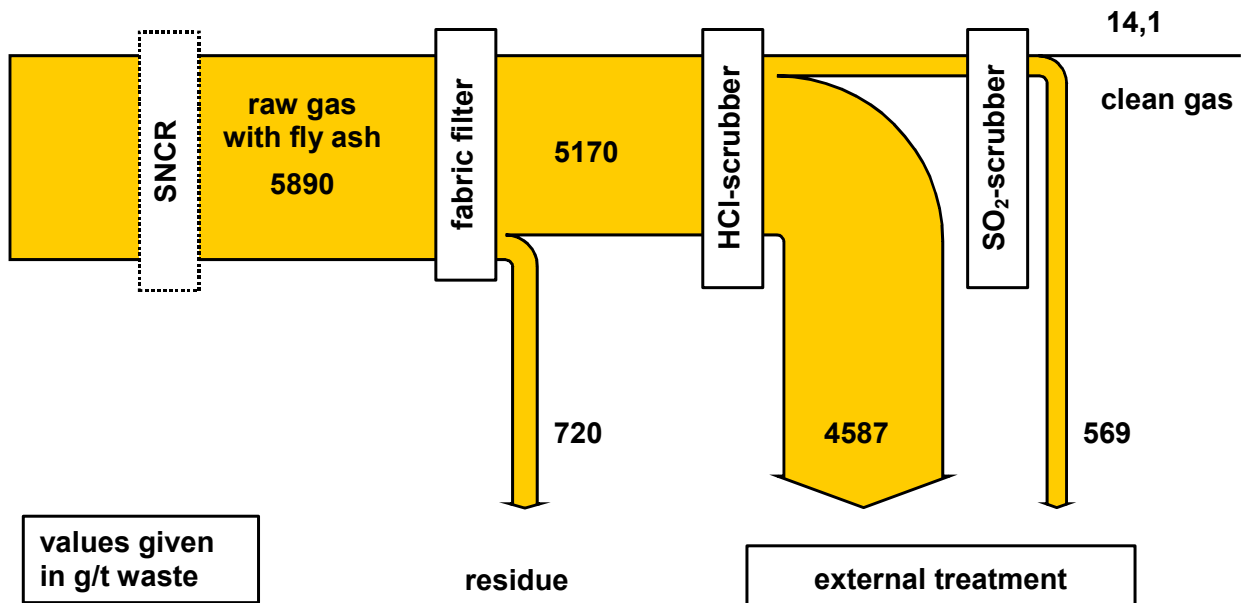 14,1
clean gas
SNCR
raw gas
with fly ash
5890
fabric filter
5170
HCl-scrubber
SO₂-scrubber
720
4587
569
values given
in g/t waste
residue
external treatment